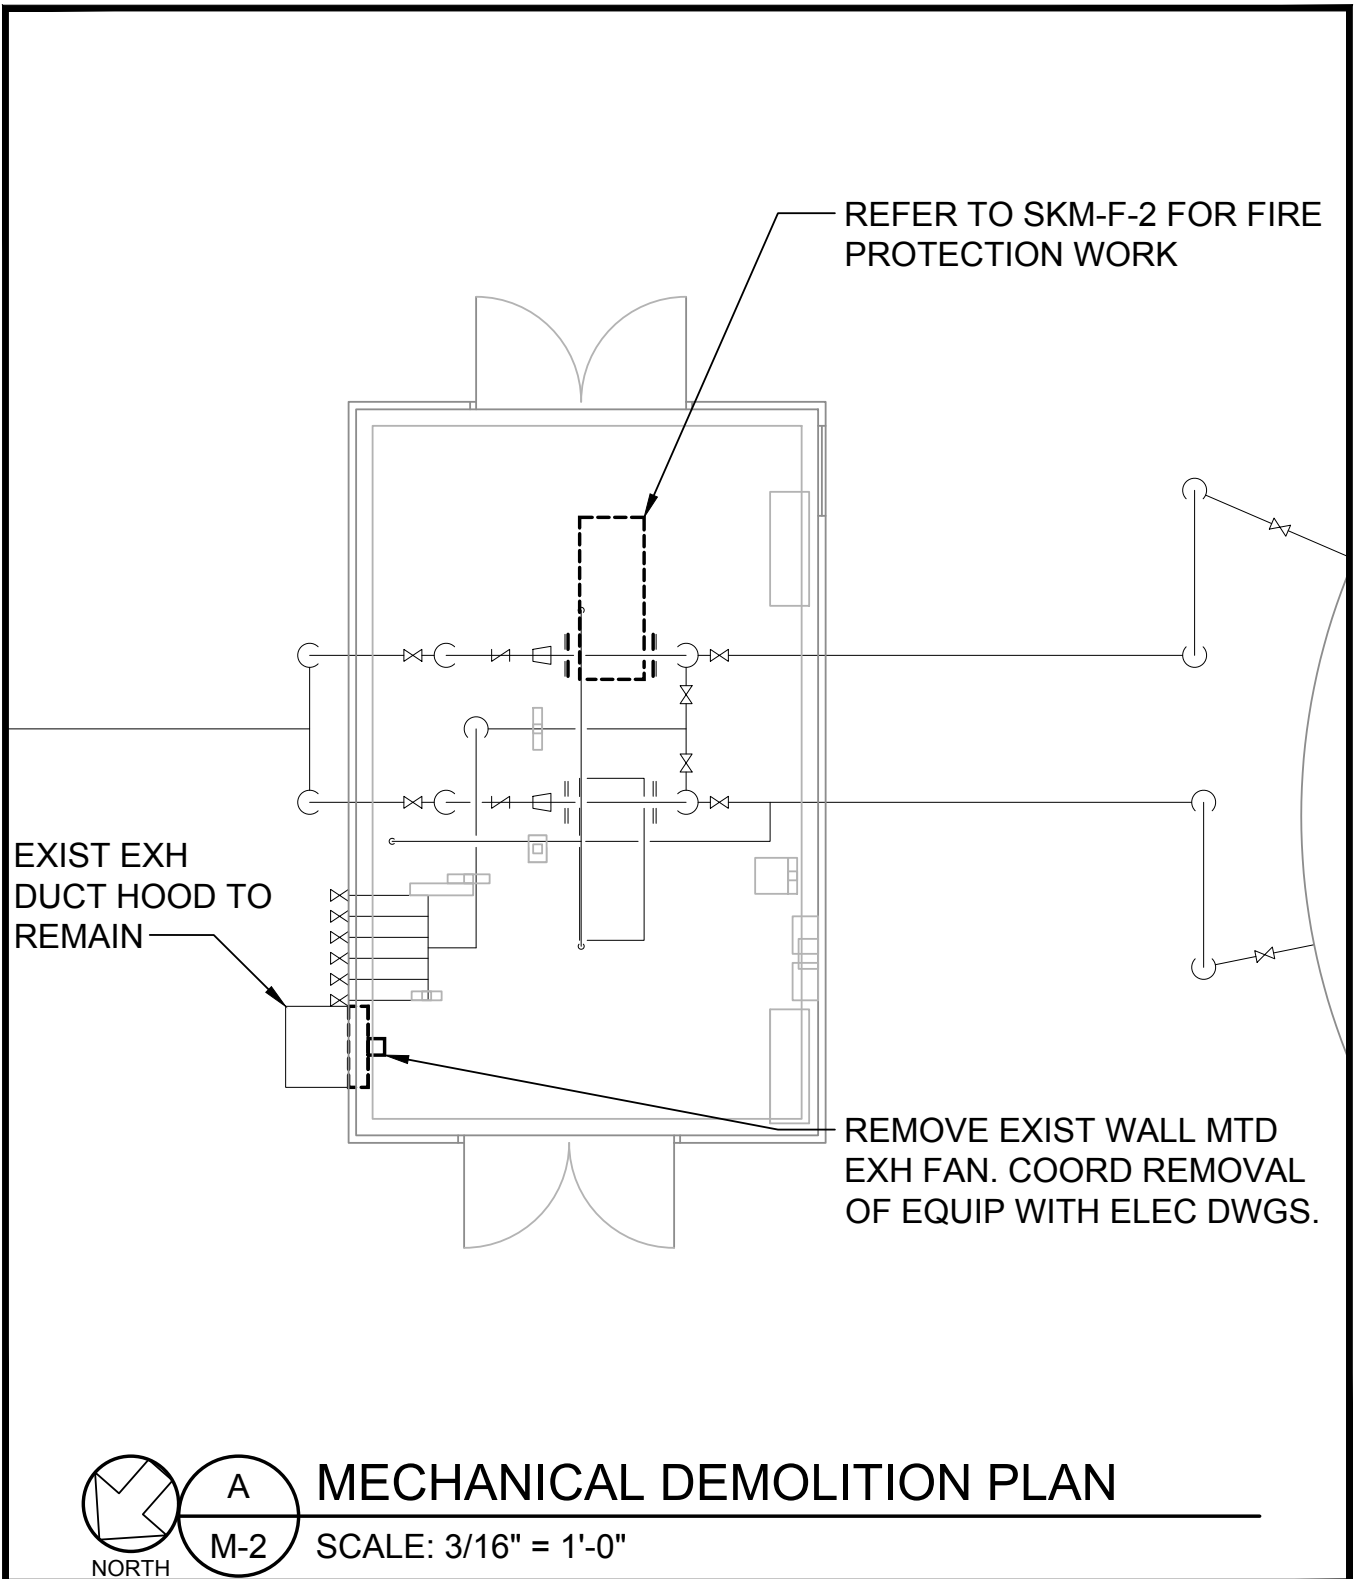 REFER TO SKM-F-2 FOR FIRE
PROTECTION WORK
EXIST EXH
DUCT HOOD TO
REMAIN
REMOVE EXIST WALL MTD
EXH FAN. COORD REMOVAL
OF EQUIP WITH ELEC DWGS.
NORTH
A
M-2
MECHANICAL DEMOLITION PLAN
SCALE: 3/16" = 1'-0"